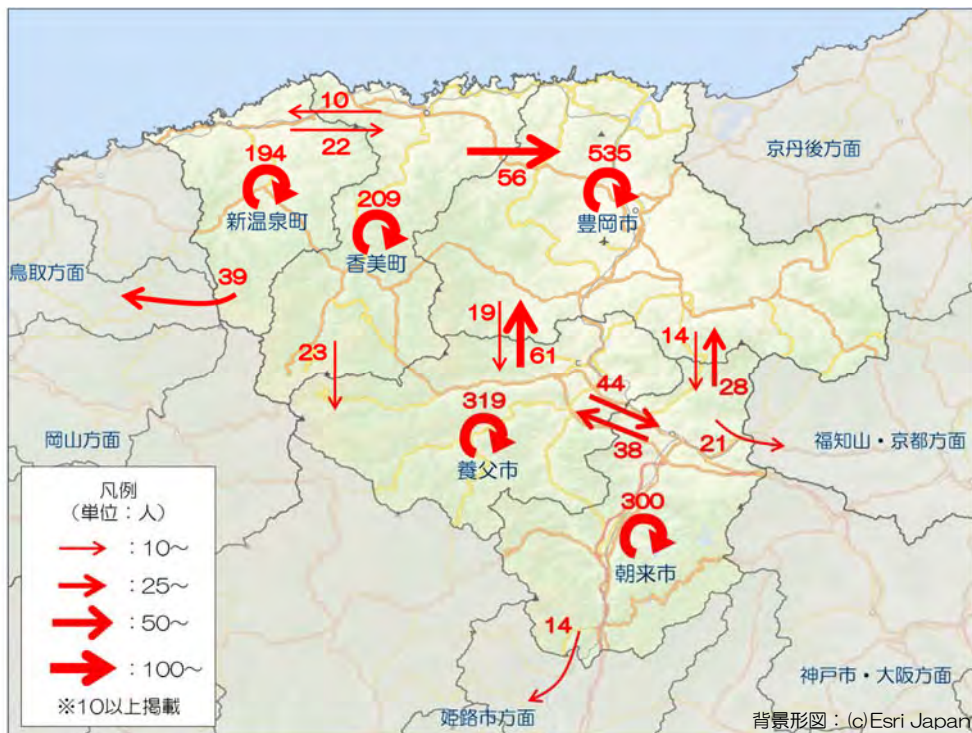 10
22
194
新温泉町
209
香美町
56
535
豊岡市
京丹後方面
鳥取方面
39
23
19
61
14
28
岡山方面
319
養父市
44
38
21
福知山・京都方面
300
朝来市
14
姫路市方面
神戸市・大阪方面
凡例
（単位：人）
：10～
：25～
：50～
：100～
※10以上掲載
背景形図：(c)Esri Japan